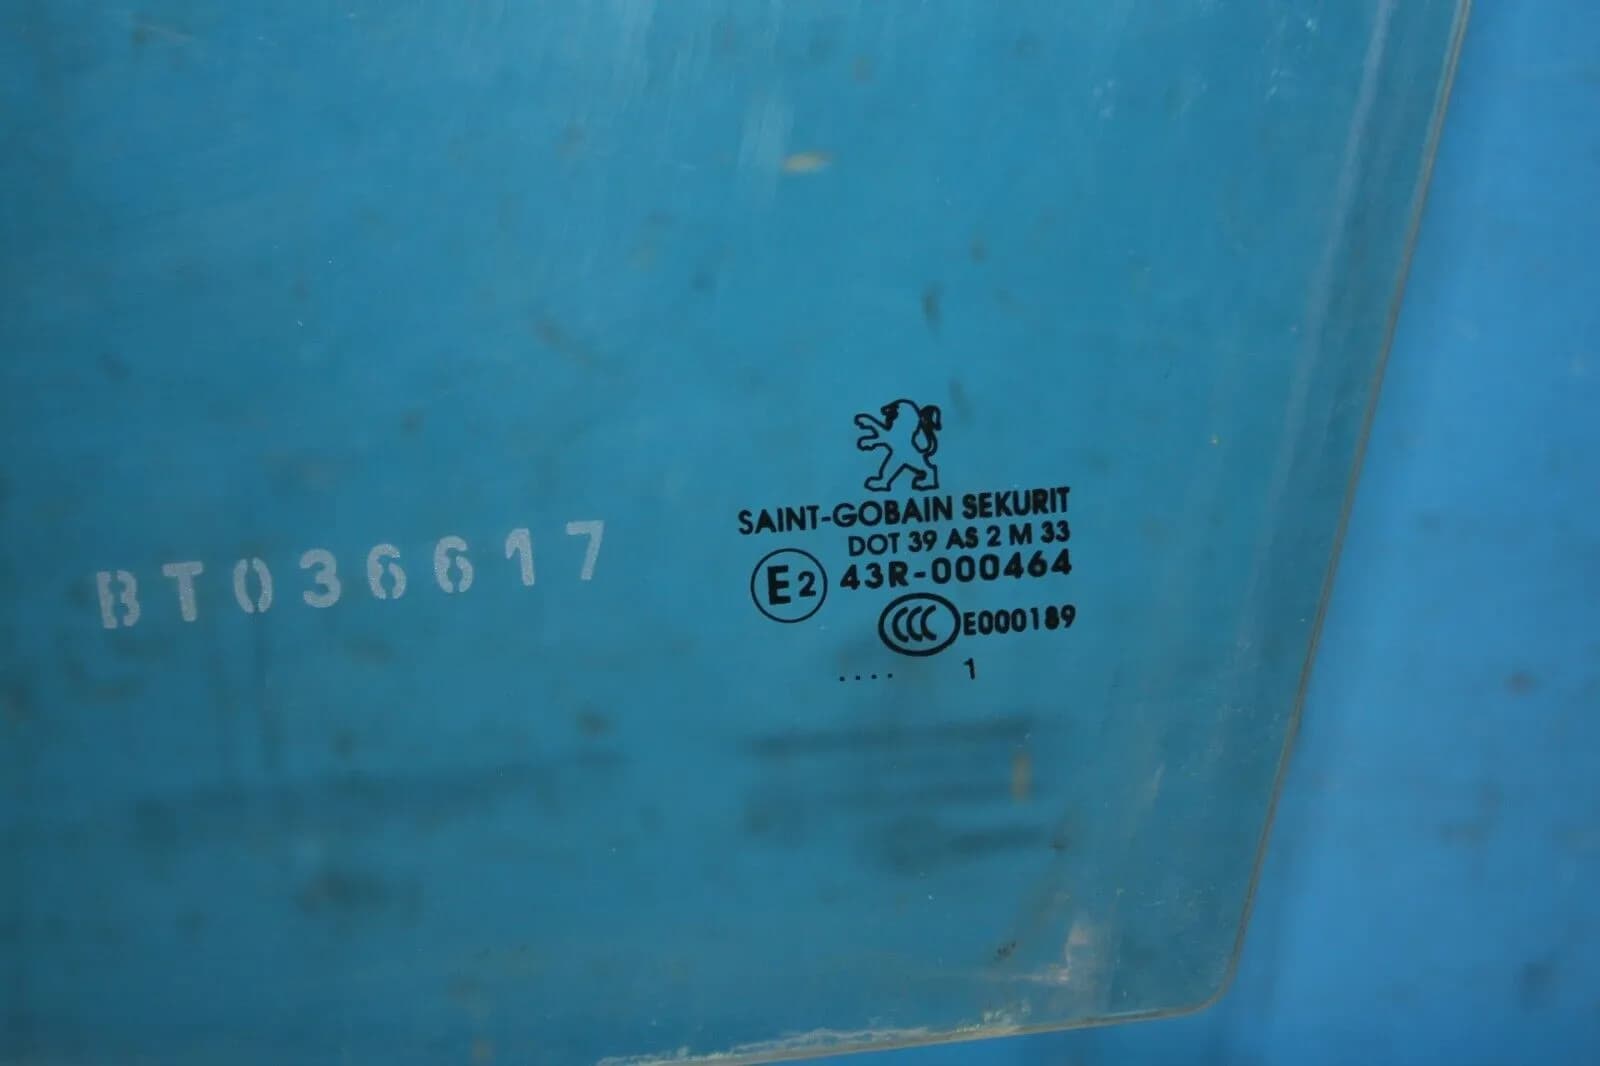 BT036617
SAINT-GOBAIN SEKURIT
DOT 39 AS 2 M 33
E2 43R-000464
CCC E000189
.... 1